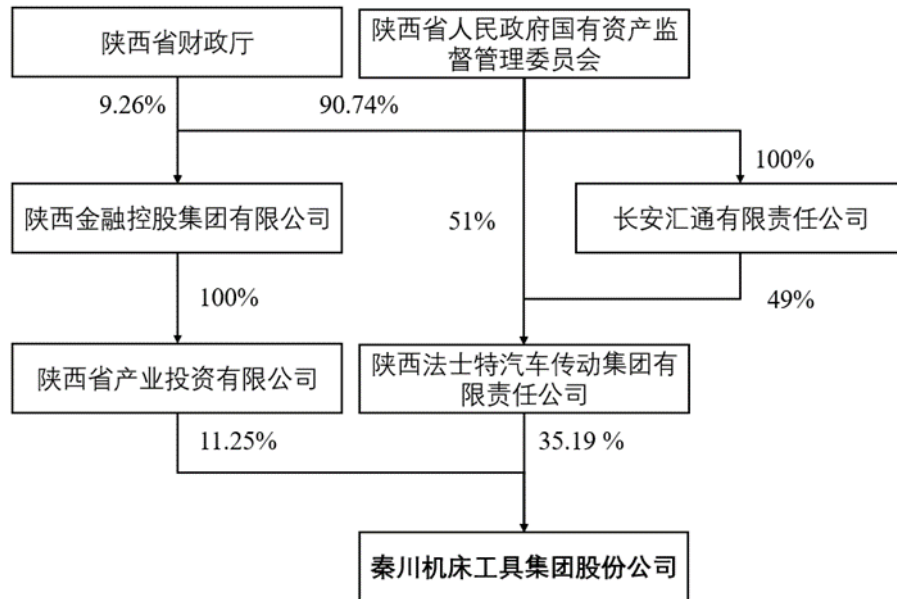 陕西省财政厅
陕西省人民政府国有资产监
督管理委员会
9.26%
90.74%
100%
陕西金融控股集团有限公司
51%
长安汇通有限责任公司
100%
49%
陕西省产业投资有限公司
陕西法士特汽车传动集团有
限责任公司
11.25%
35.19 %
秦川机床工具集团股份公司